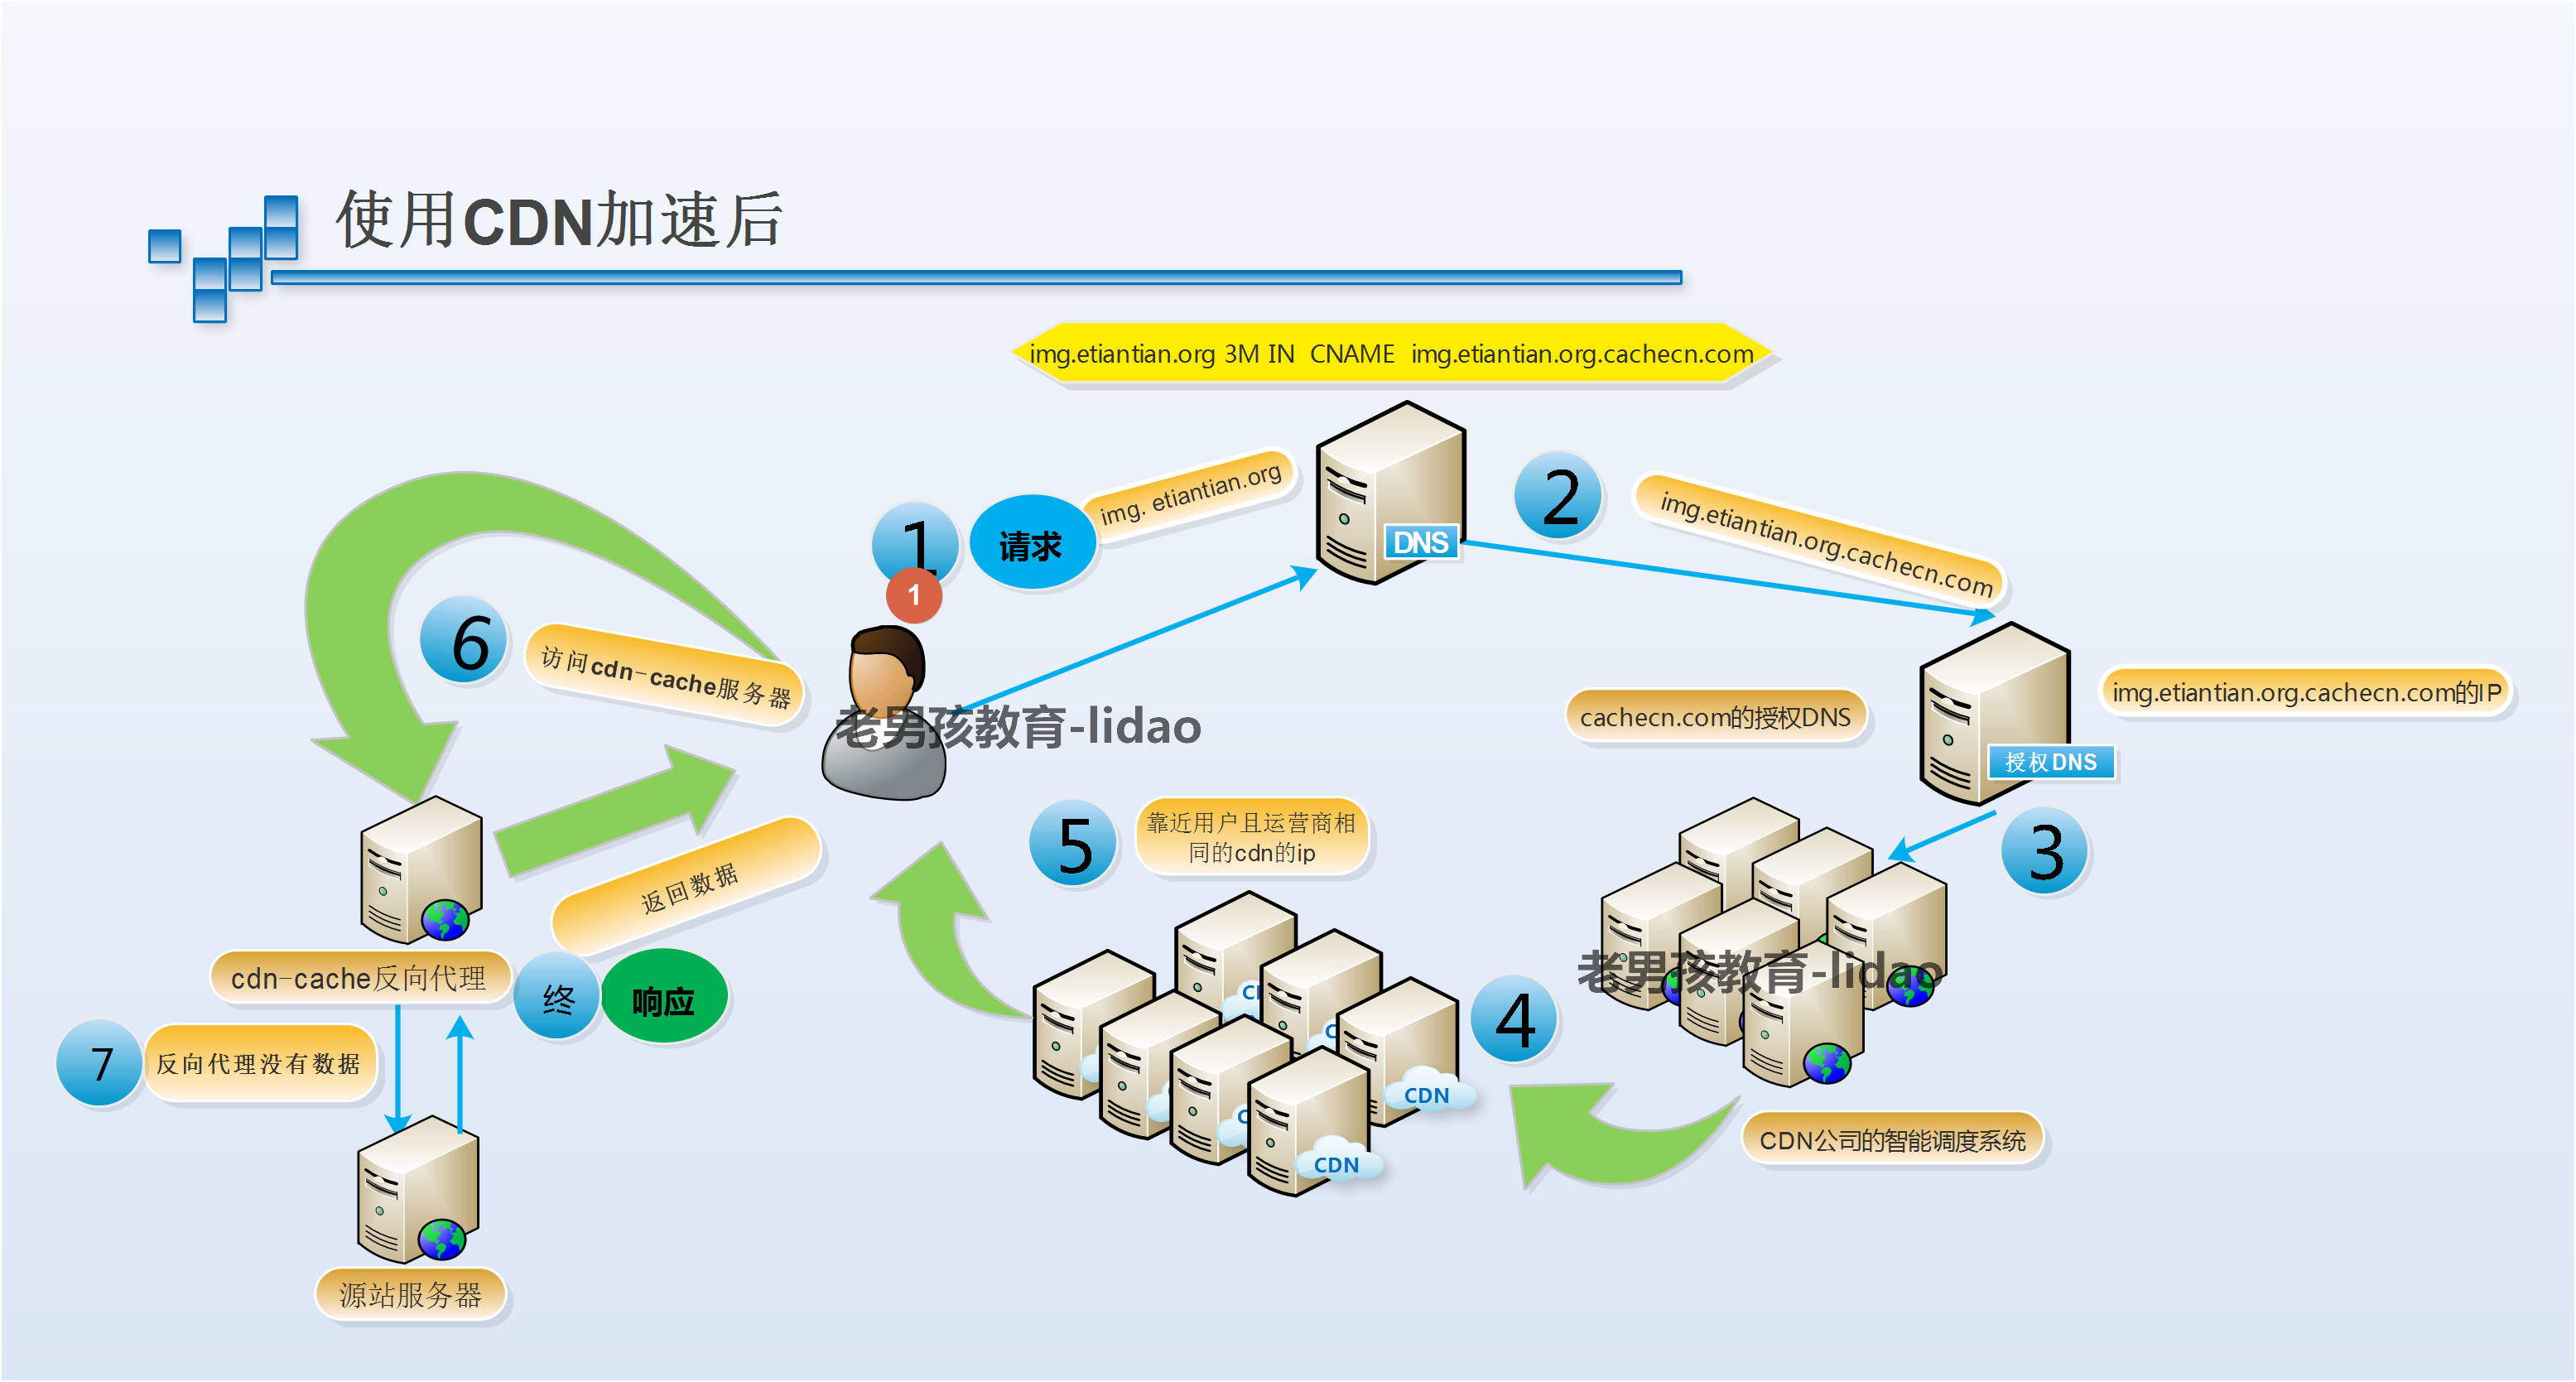 使用CDN加速后
img.etiantian.org 3M IN CNAME img.etiantian.org.cachecn.com
1
请求
img. etiantian.org
1
DNS
2
img.etiantian.org.cachecn.com
6
访问cdn-cache服务器
老男孩教育-lidao
cachecn.com的授权DNS
img.etiantian.org.cachecn.com的IP
授权DNS
3
5
靠近用户且运营商相
同的cdn的ip
返回数据
cdn-cache反向代理
终
响应
老男孩教育-lidao
4
7
反向代理没有数据
CDN
CDN
CDN公司的智能调度系统
源站服务器